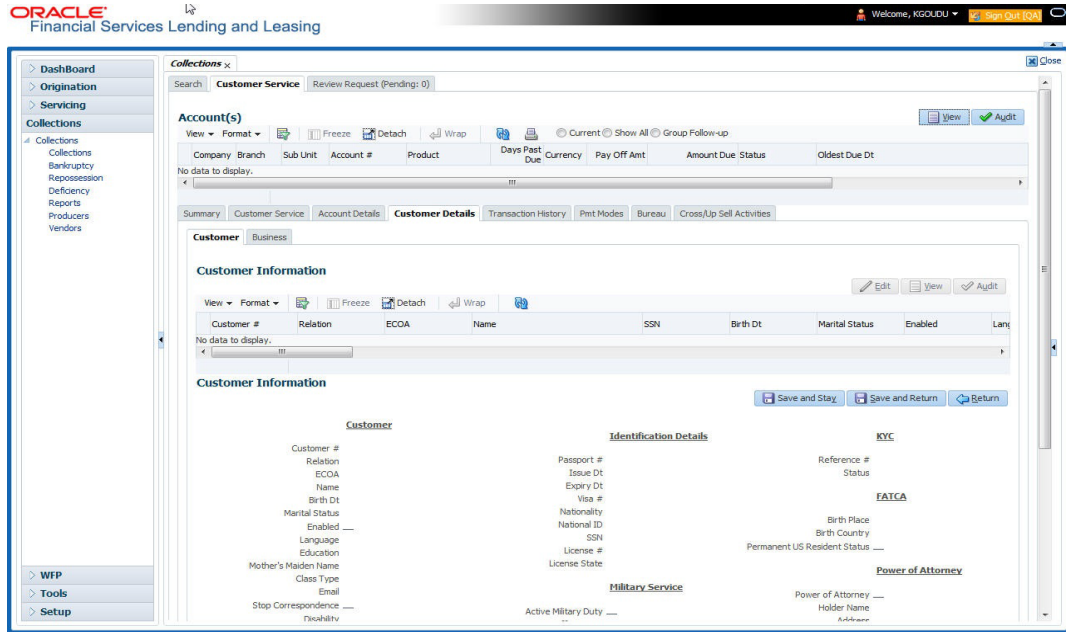 ORACLE
Financial Services Lending and Leasing
Welcome, KGOUDU
Sign Out [QA]
DashBoard
Origination
Servicing
Collections
Collections
Collections
Bankruptcy
Repossession
Deficiency
Reports
Producers
Vendors
WFP
Tools
Setup
Collections x
Close
Search Customer Service Review Request (Pending: 0)
Account(s)
View Audit
View Format Freeze Detach Wrap Current Show All Group Follow-up
Company Branch Sub Unit Account # Product Days Past Due Currency Pay Off Amt Amount Due Status Oldest Due Dt
No data to display.
Summary Customer Service Account Details Customer Details Transaction History Pmt Modes Bureau Cross/Up Sell Activities
Customer Business
Customer Information
Edit View Audit
View Format Freeze Detach Wrap
Customer # Relation ECOA Name SSN Birth Dt Marital Status Enabled Lang
No data to display.
Customer Information
Save and Stay Save and Return Return
Customer
Customer #
Relation
ECOA
Name
Birth Dt
Marital Status
Enabled
Language
Education
Mother's Maiden Name
Class Type
Email
Stop Correspondence
Disability
Identification Details
Passport #
Issue Dt
Expiry Dt
Visa #
Nationality
National ID
SSN
License #
License State
Military Service
Active Military Duty
KYC
Reference #
Status
FATCA
Birth Place
Birth Country
Permanent US Resident Status
Power of Attorney
Power of Attorney
Holder Name
Address